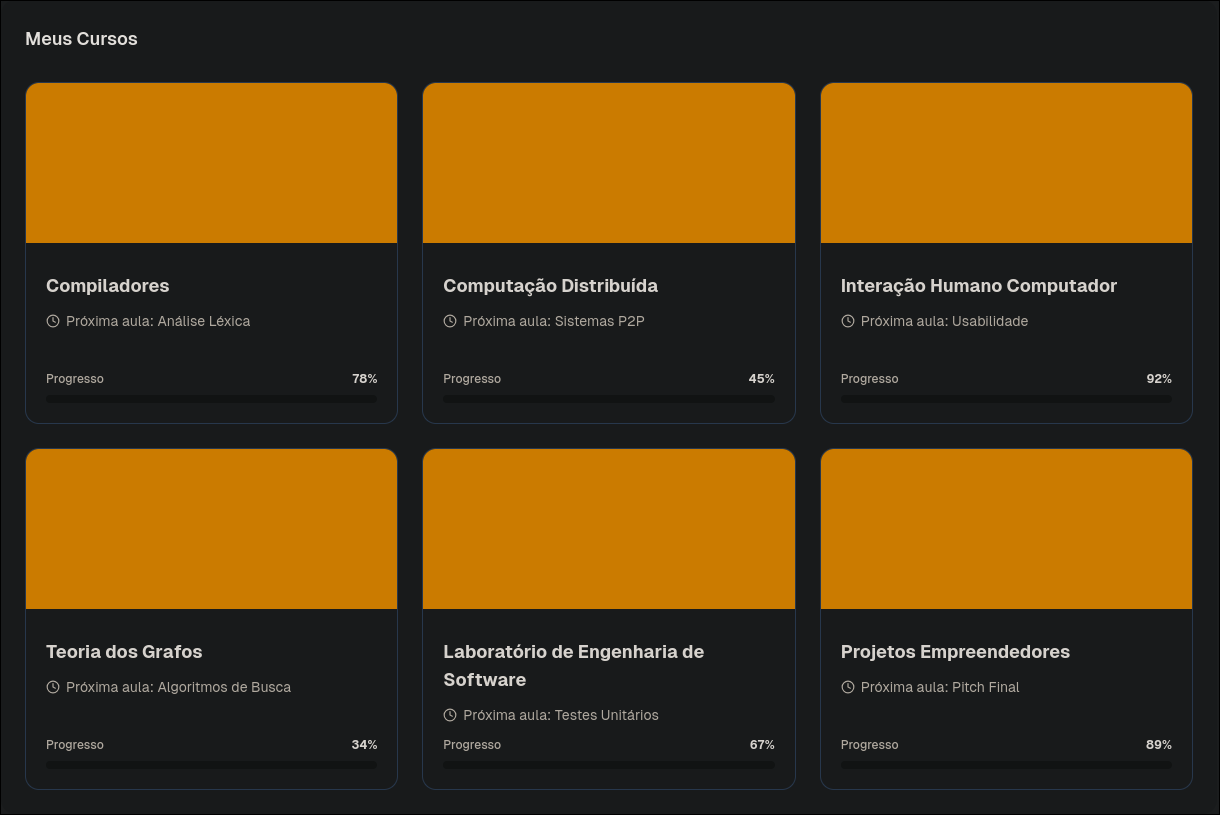 Meus Cursos
Compiladores
Próxima aula: Análise Léxica
Progresso 78%
Computação Distribuída
Próxima aula: Sistemas P2P
Progresso 45%
Interação Humano Computador
Próxima aula: Usabilidade
Progresso 92%
Teoria dos Grafos
Próxima aula: Algoritmos de Busca
Progresso 34%
Laboratório de Engenharia de
Software
Próxima aula: Testes Unitários
Progresso 67%
Projetos Empreendedores
Próxima aula: Pitch Final
Progresso 89%